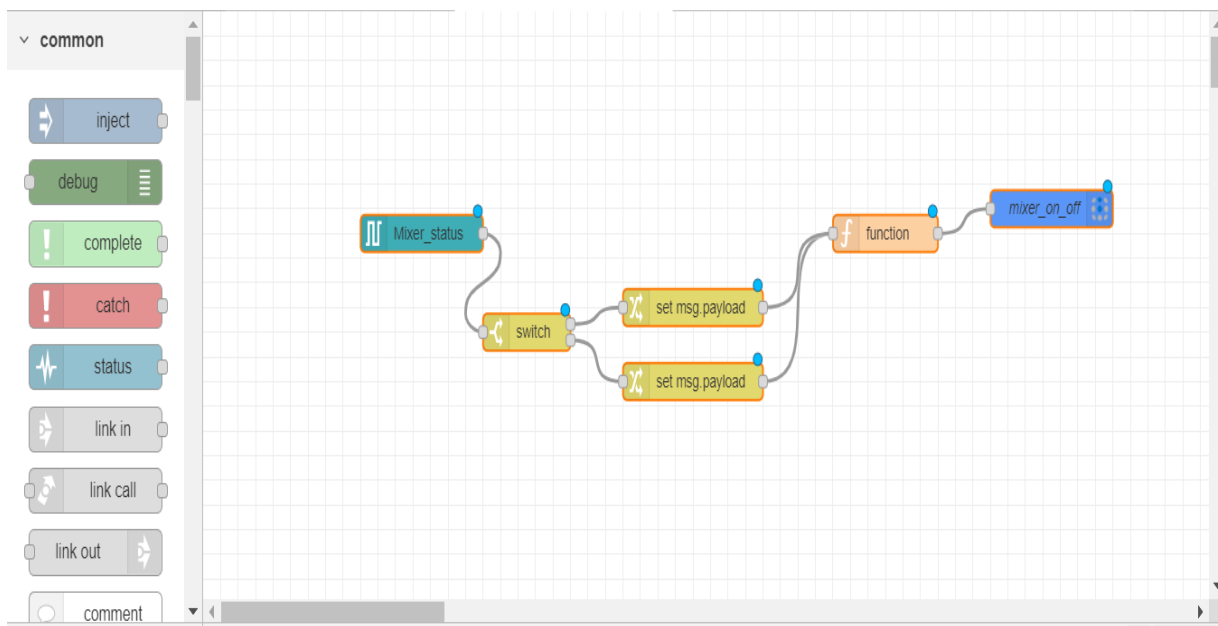 common
inject
debug
complete
catch
status
link in
link call
link out
comment
Mixer_status
switch
set msg.payload
set msg.payload
function
mixer_on_off